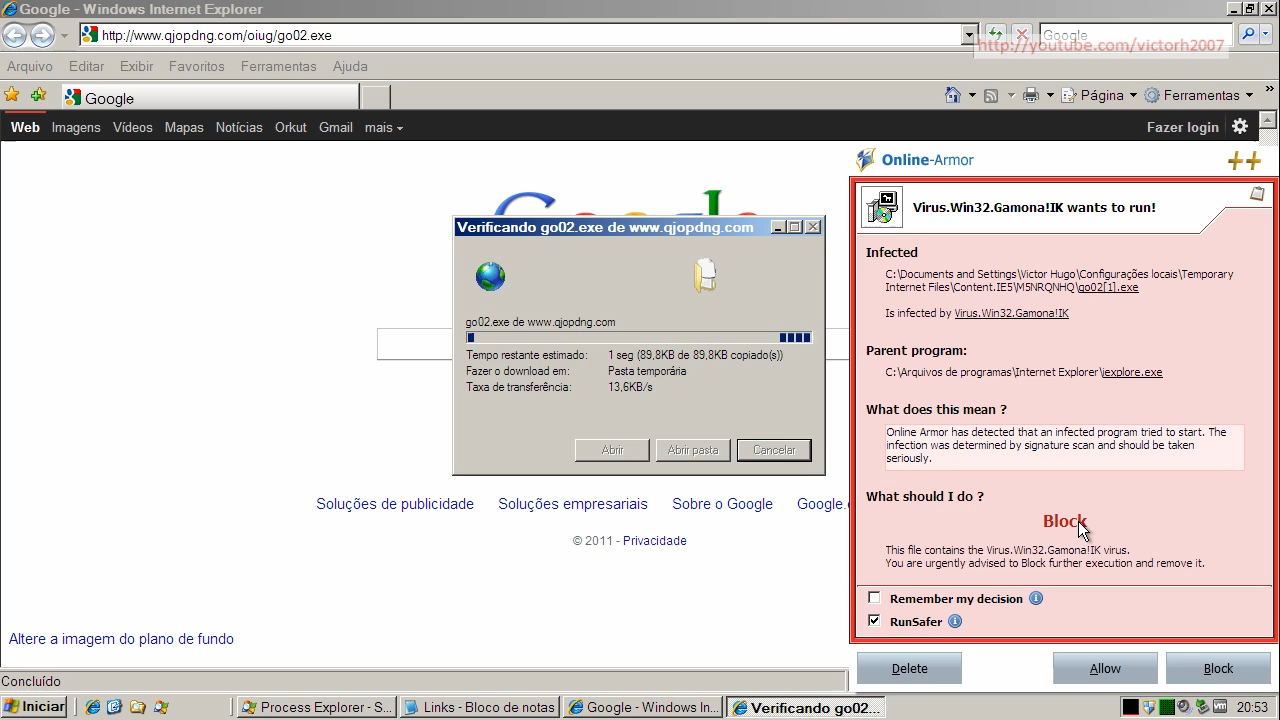 Google - Windows Internet Explorer
http://www.qjopdng.com/oiug/go02.exe
Google
http://youtube.com/victorh2007
Arquivo Editar Exibir Favoritos Ferramentas Ajuda
Google
Página Ferramentas
Web Imagens Vídeos Mapas Notícias Orkut Gmail mais
Fazer login
Online-Armor
Virus.Win32.Gamona!IK wants to run!
Infected
C:\Documents and Settings\Victor Hugo\Configurações locais\Temporary
Internet Files\Content.IE5\M5NRQNHQ\go02[1].exe
Is infected by Virus.Win32.Gamona!IK
Parent program:
C:\Arquivos de programas\Internet Explorer\iexplore.exe
What does this mean ?
Online Armor has detected that an infected program tried to start. The
infection was determined by signature scan and should be taken
seriously.
What should I do ?
Block
This file contains the Virus.Win32.Gamona!IK virus.
You are urgently advised to Block further execution and remove it.
Remember my decision
RunSafer
Delete Allow Block
Verificando go02.exe de www.qjopdng.com
go02.exe de www.qjopdng.com
Tempo restante estimado: 1 seg (89,8KB de 89,8KB copiado(s))
Fazer o download em: Pasta temporária
Taxa de transferência: 13,6KB/s
Abrir Abrir pasta Cancelar
Soluções de publicidade Soluções empresariais Sobre o Google Google.c
© 2011 - Privacidade
Altere a imagem do plano de fundo
Concluído
Iniciar
Process Explorer - S...
Links - Bloco de notas
Google - Windows In...
Verificando go02...
20:53